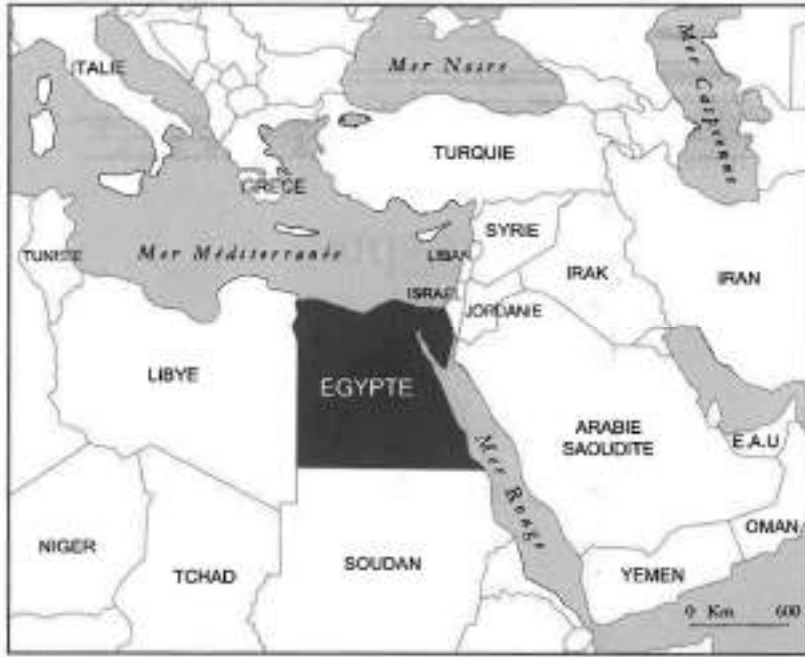 ITALIE
Mer Noire
Mer Caspienne
TURQUIE
GRECE
SYRIE
TUNISIE
Mer Méditerranée
LIBAN
IRAK
IRAN
ISRAEL
JORDANIE
LIBYE
EGYPTE
ARABIE
SAOUDITE
E.A.U
Mer Rouge
OMAN
NIGER
TCHAD
SOUDAN
YEMEN
0 Km 600